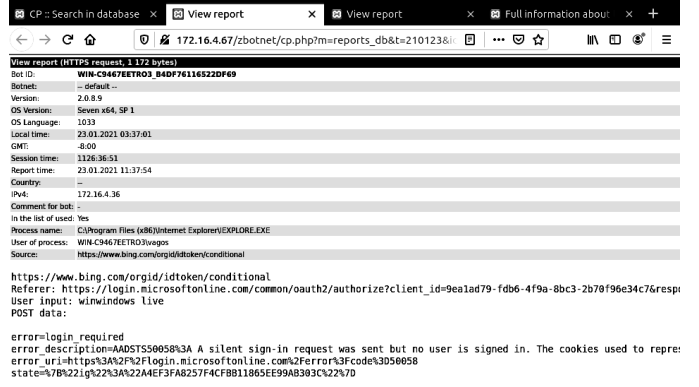 CP :: Search in database
View report
View report
Full information about
172.16.4.67/zbotnet/cp.php?m=reports_db&t=210123&i
View report (HTTPS request, 1 172 bytes)
Bot ID: WIN-C9467EETRO3_B4DF76116522DF69
Botnet: -- default --
Version: 2.0.8.9
OS Version: Seven x64, SP 1
OS Language: 1033
Local time: 23.01.2021 03:37:01
GMT: -8:00
Session time: 1126:36:51
Report time: 23.01.2021 11:37:54
Country: --
IPv4: 172.16.4.36
Comment for bot: -
In the list of used: Yes
Process name: C:\Program Files (x86)\Internet Explorer\IEXPLORE.EXE
User of process: WIN-C9467EETRO3\vagos
Source: https://www.bing.com/orgid/idtoken/conditional
https://www.bing.com/orgid/idtoken/conditional
Referer: https://login.microsoftonline.com/common/oauth2/authorize?client_id=9ea1ad79-fdb6-4f9a-8bc3-2b70f96e34c7&respo
User input: winwindows live
POST data:
error=login_required
error_description=AADSTS50058%3A A silent sign-in request was sent but no user is signed in. The cookies used to repres
error_uri=https%3A%2F%2Flogin.microsoftonline.com%2Ferror%3Fcode%3D50058
state=%7B%22ig%22%3A%22A4EF3FA8257F4CFBB11865EE99AB303C%22%7D